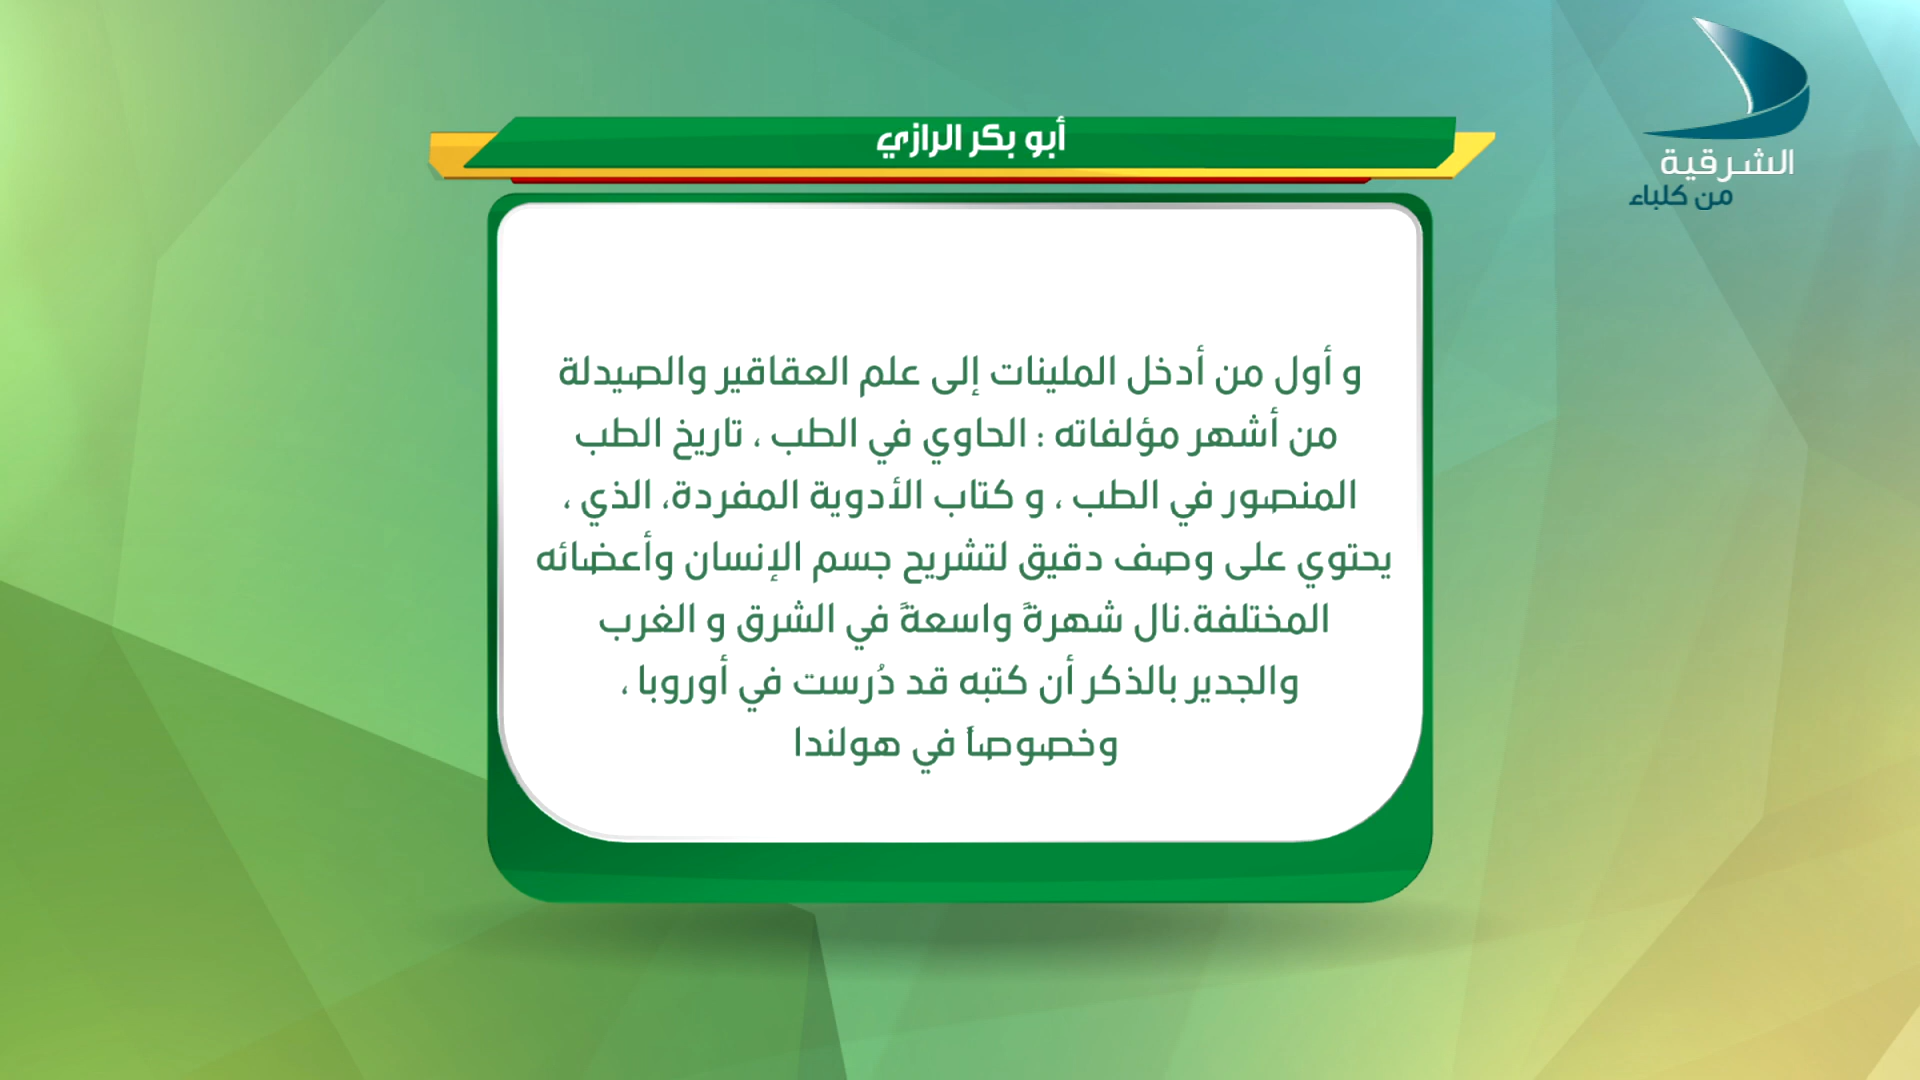 الشرقية
من كلباء
أبو بكر الرازي
و أول من أدخل الملينات إلى علم العقاقير والصيدلة
من أشهر مؤلفاته : الحاوي في الطب ، تاريخ الطب
المنصور في الطب ، و كتاب الأدوية المفردة، الذي ،
يحتوي على وصف دقيق لتشريح جسم الإنسان وأعضائه
المختلفة.نال شهرةً واسعةً في الشرق و الغرب
والجدير بالذكر أن كتبه قد دُرست في أوروبا ،
وخصوصاً في هولندا